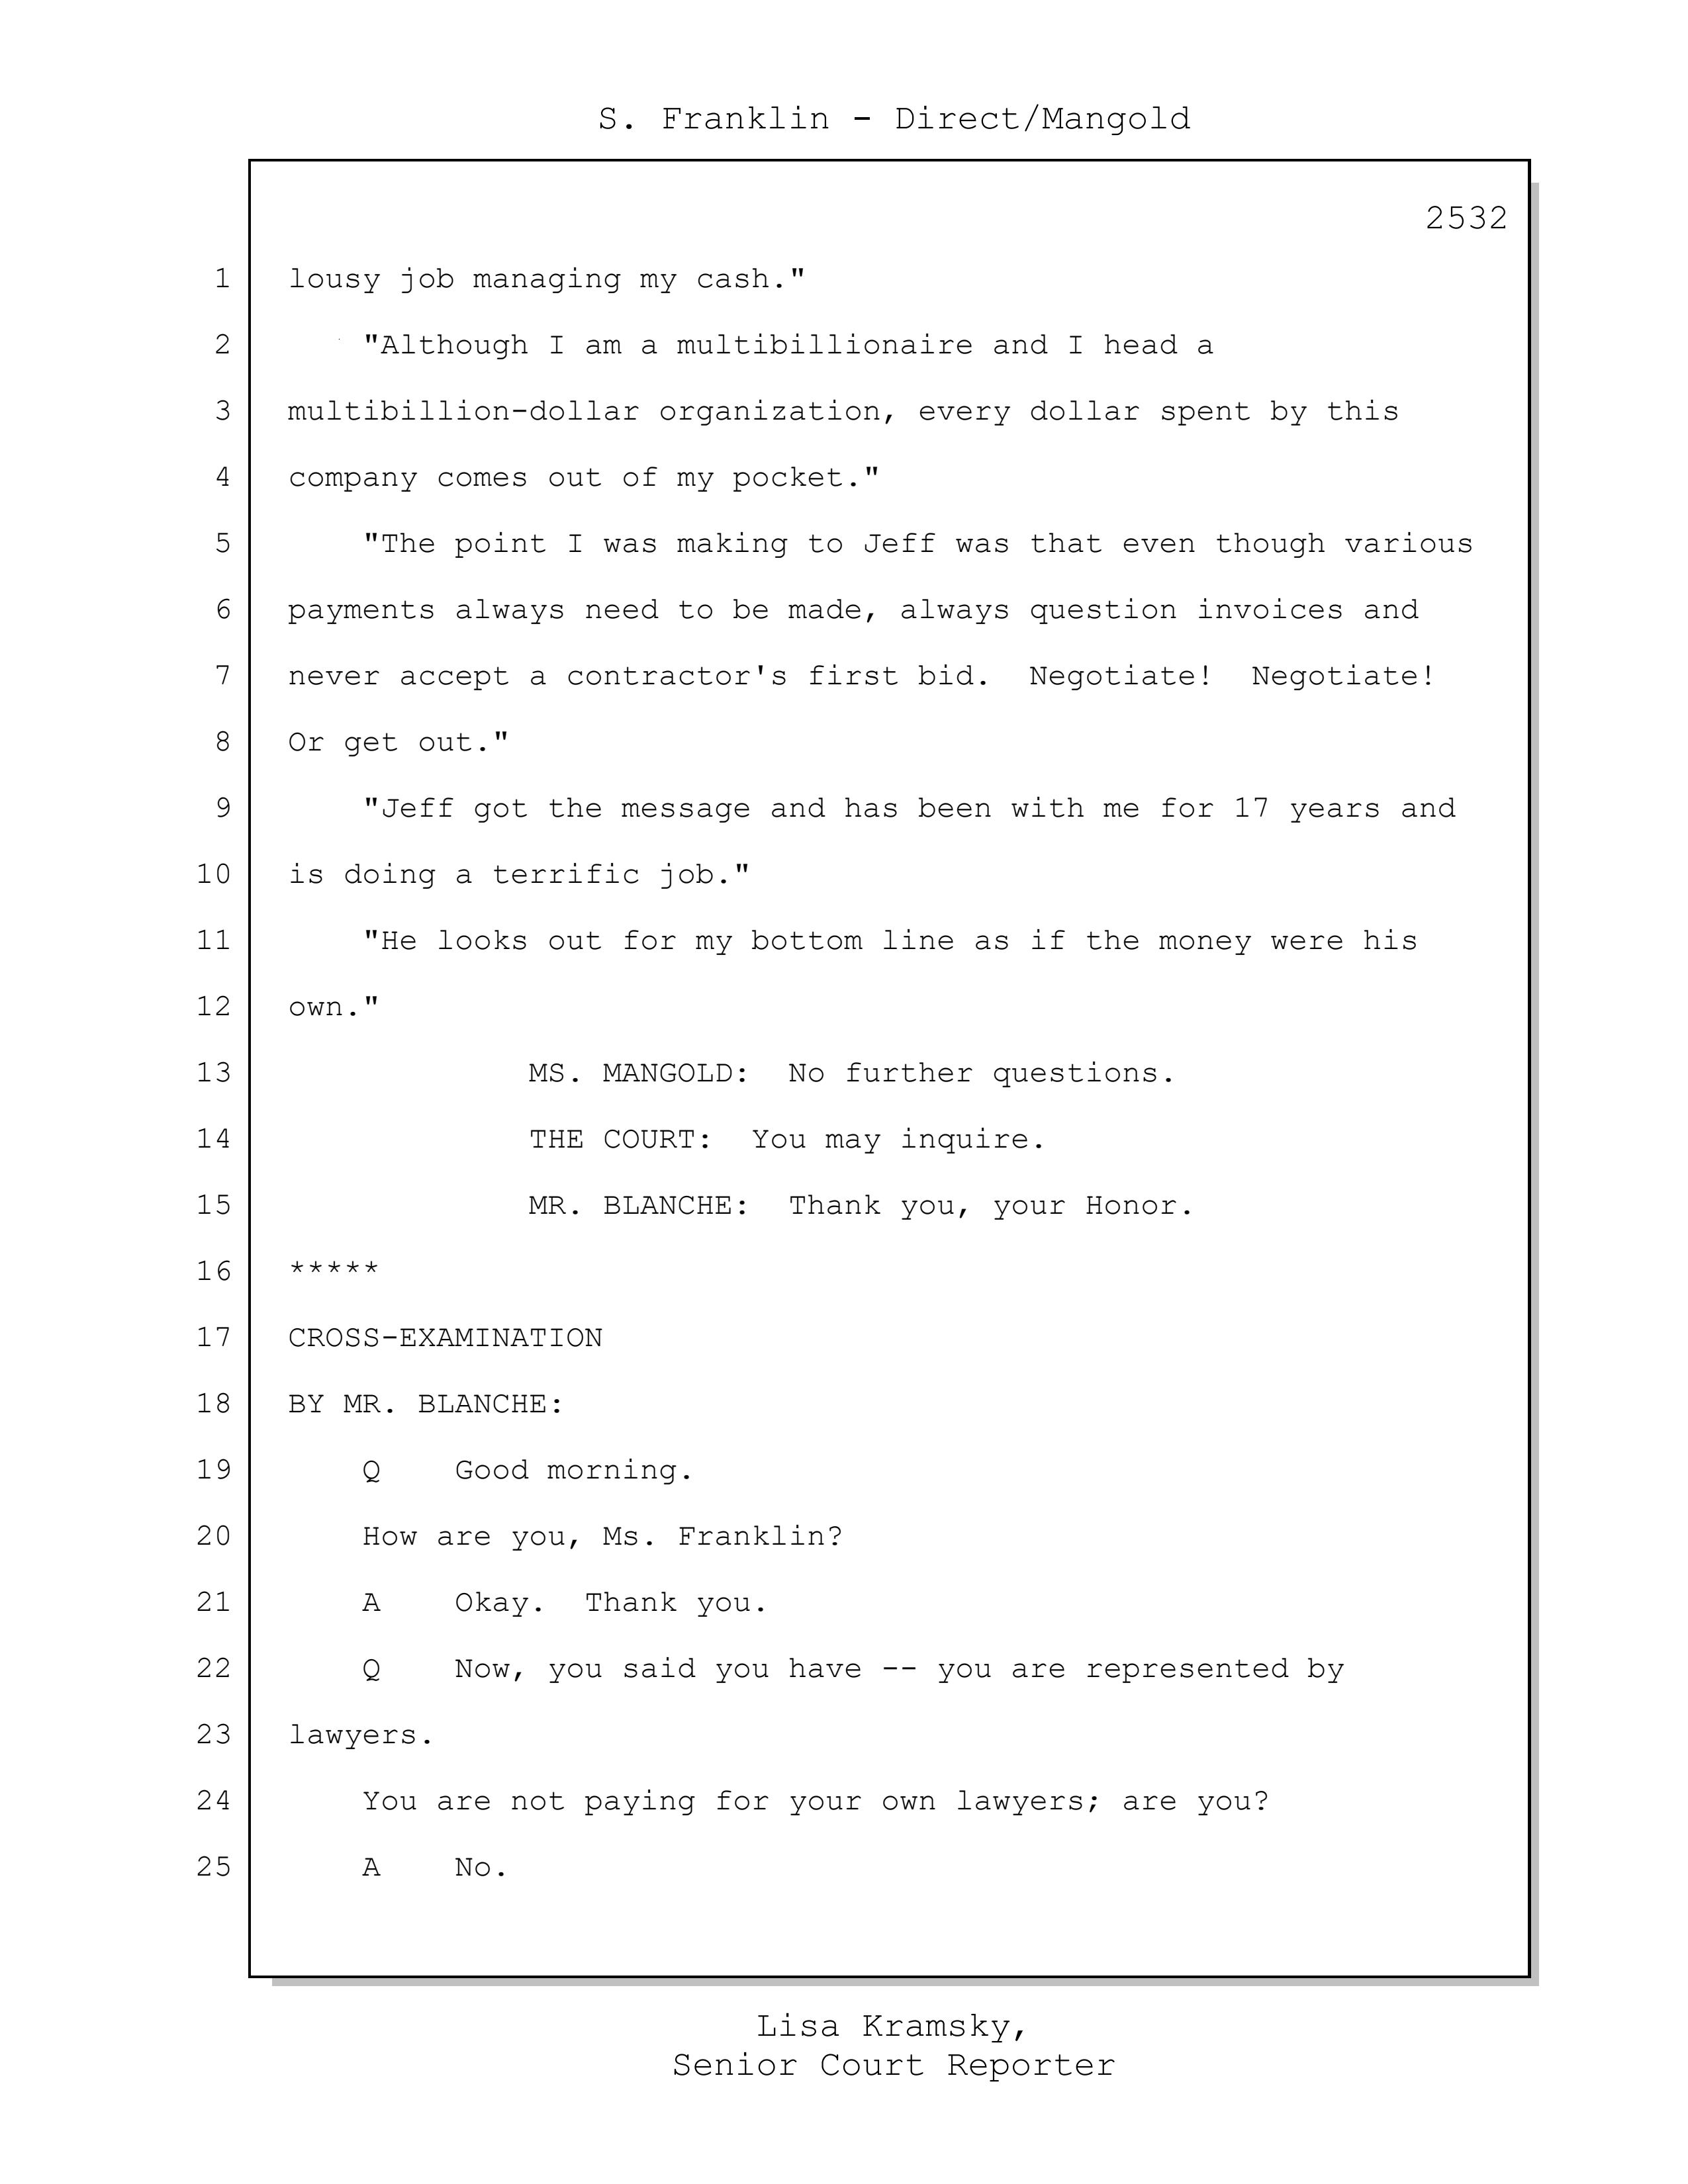 S. Franklin - Direct/Mangold
2532
1 lousy job managing my cash."
2 "Although I am a multibillionaire and I head a
3 multibillion-dollar organization, every dollar spent by this
4 company comes out of my pocket."
5 "The point I was making to Jeff was that even though various
6 payments always need to be made, always question invoices and
7 never accept a contractor's first bid. Negotiate! Negotiate!
8 Or get out."
9 "Jeff got the message and has been with me for 17 years and
10 is doing a terrific job."
11 "He looks out for my bottom line as if the money were his
12 own."
13 MS. MANGOLD: No further questions.
14 THE COURT: You may inquire.
15 MR. BLANCHE: Thank you, your Honor.
16 *****
17 CROSS-EXAMINATION
18 BY MR. BLANCHE:
19 Q Good morning.
20 How are you, Ms. Franklin?
21 A Okay. Thank you.
22 Q Now, you said you have -- you are represented by
23 lawyers.
24 You are not paying for your own lawyers; are you?
25 A No.
Lisa Kramsky,
Senior Court Reporter